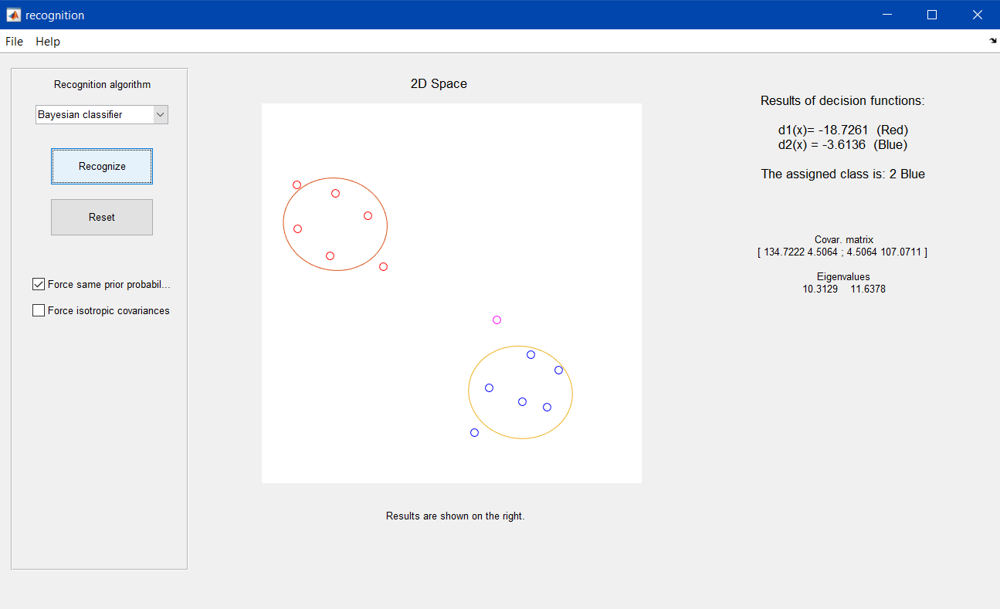 recognition
File Help
Recognition algorithm
Bayesian classifier
Recognize
Reset
Force same prior probabil...
Force isotropic covariances
2D Space
Results are shown on the right.
Results of decision functions:
d1(x)= -18.7261 (Red)
d2(x) = -3.6136 (Blue)
The assigned class is: 2 Blue
Covar. matrix
[ 134.7222 4.5064 ; 4.5064 107.0711 ]
Eigenvalues
10.3129 11.6378